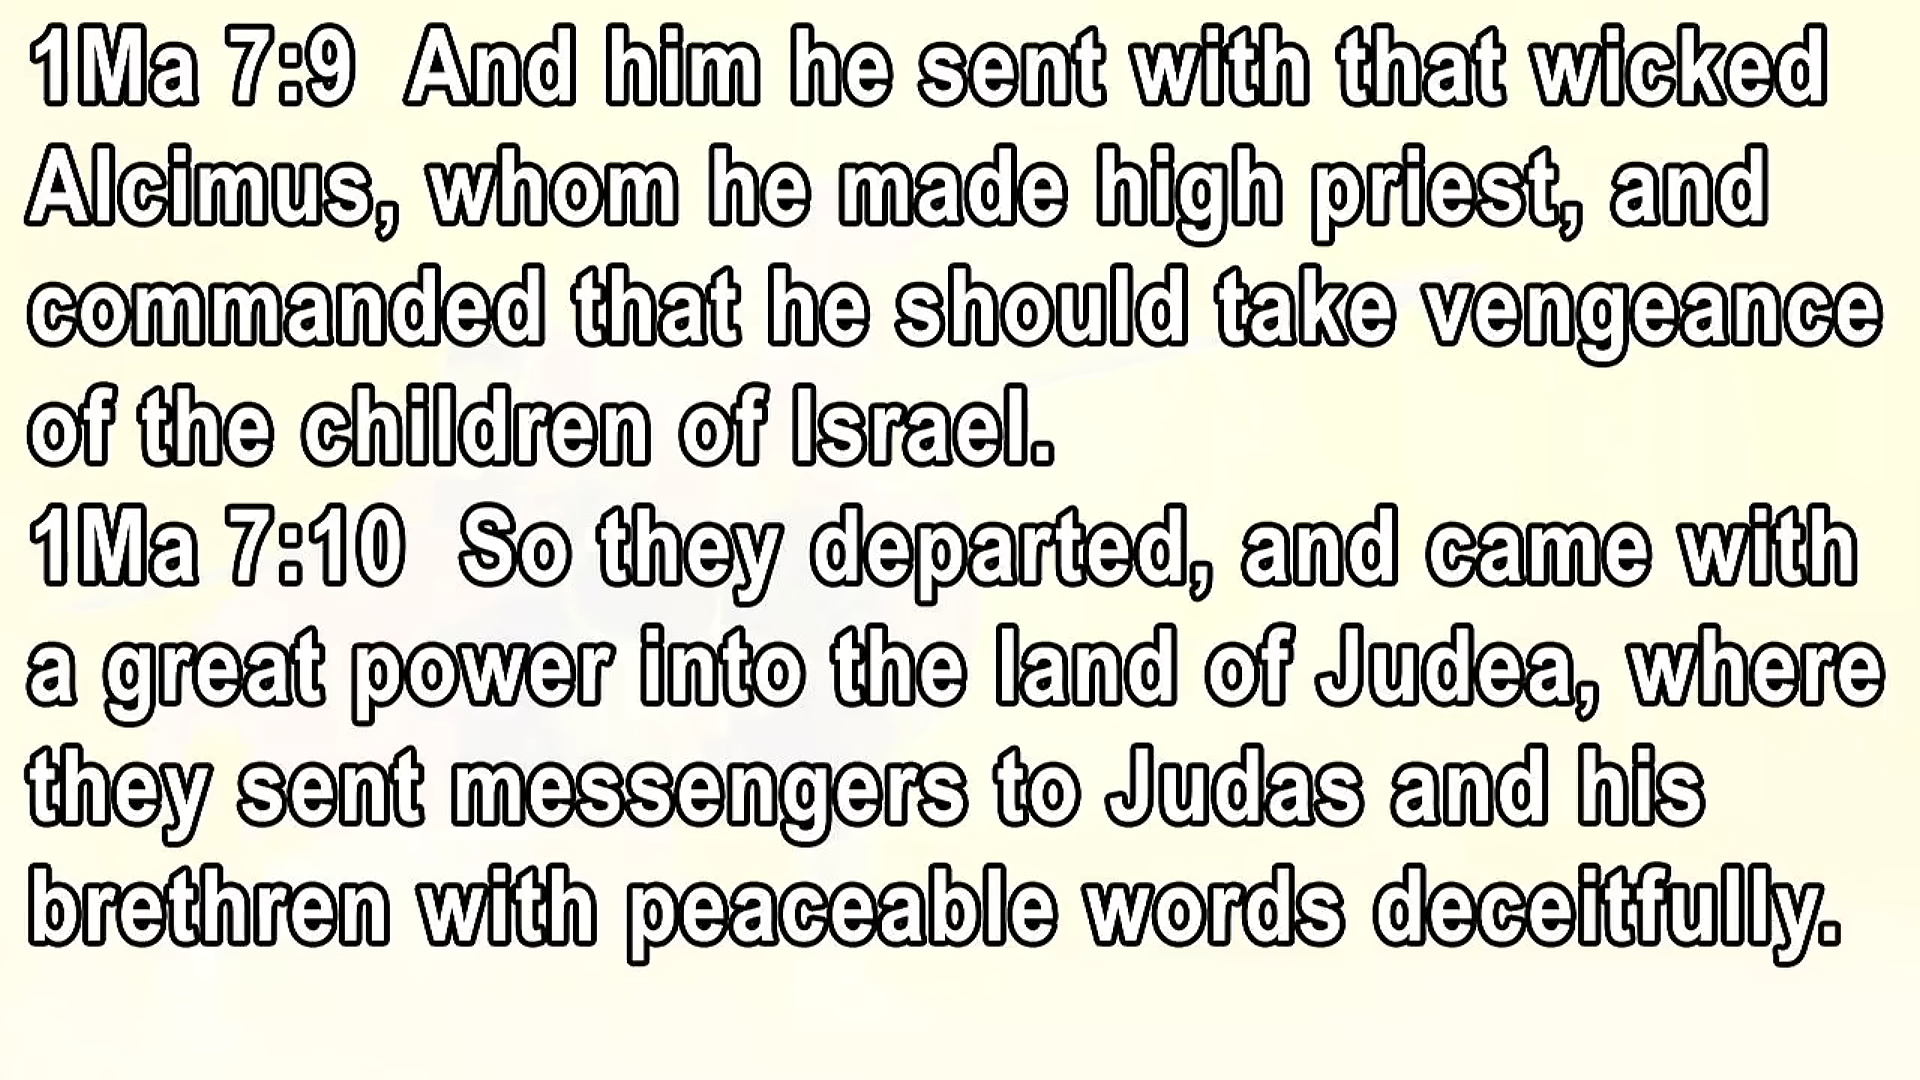 1Ma 7:9  And him he sent with that wicked
Alcimus, whom he made high priest, and
commanded that he should take vengeance
of the children of Israel.
1Ma 7:10  So they departed, and came with
a great power into the land of Judea, where
they sent messengers to Judas and his
brethren with peaceable words deceitfully.